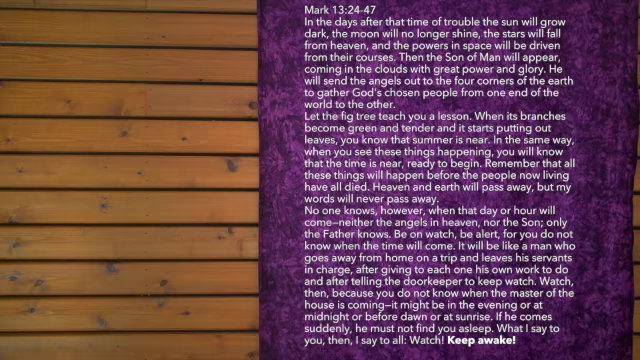 Mark 13:24-47
In the days after that time of trouble the sun will grow
dark, the moon will no longer shine, the stars will fall
from heaven, and the powers in space will be driven
from their courses. Then the Son of Man will appear,
coming in the clouds with great power and glory. He
will send the angels out to the four corners of the earth
to gather God's chosen people from one end of the
world to the other.
Let the fig tree teach you a lesson. When its branches
become green and tender and it starts putting out
leaves, you know that summer is near. In the same way,
when you see these things happening, you will know
that the time is near, ready to begin. Remember that all
these things will happen before the people now living
have all died. Heaven and earth will pass away, but my
words will never pass away.
No one knows, however, when that day or hour will
come—neither the angels in heaven, nor the Son; only
the Father knows. Be on watch, be alert, for you do not
know when the time will come. It will be like a man who
goes away from home on a trip and leaves his servants
in charge, after giving to each one his own work to do
and after telling the doorkeeper to keep watch. Watch,
then, because you do not know when the master of the
house is coming—it might be in the evening or at
midnight or before dawn or at sunrise. If he comes
suddenly, he must not find you asleep. What I say to
you, then, I say to all: Watch! Keep awake!